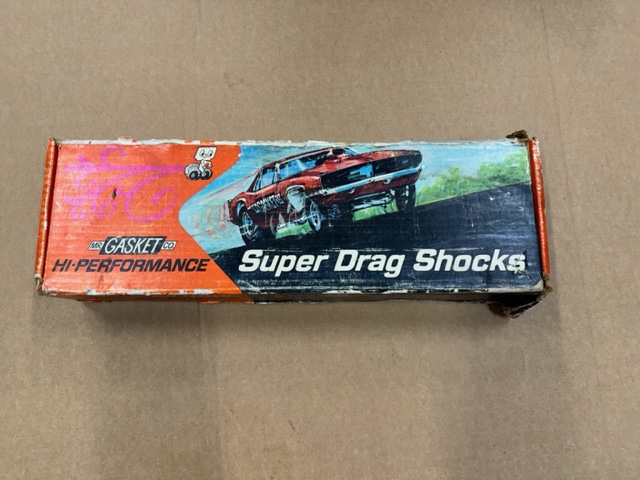 MR GASKET CO
HI-PERFORMANCE
Super Drag Shocks